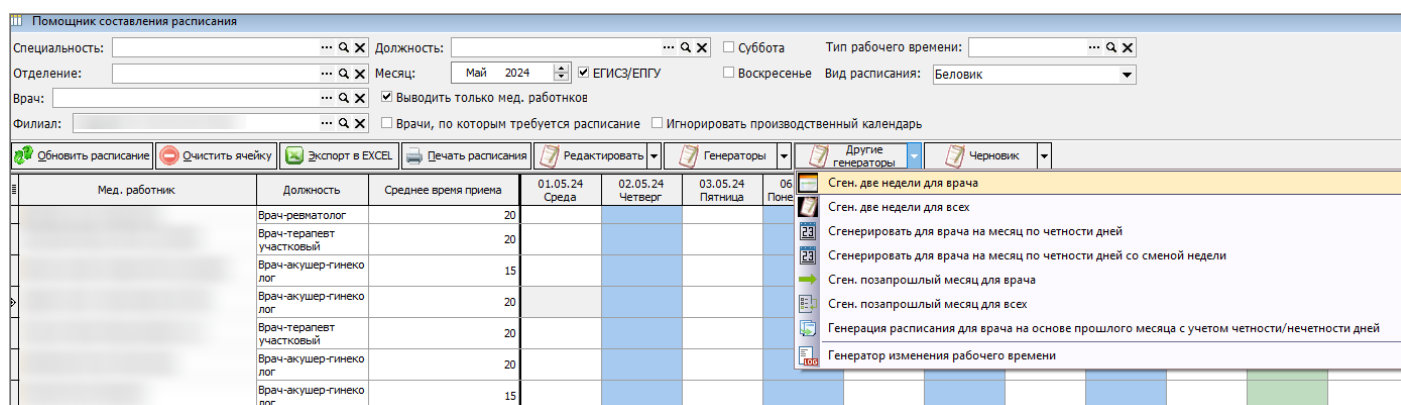 Помощник составления расписания
Специальность: Должность: Суббота Тип рабочего времени:
Отделение: Месяц: Май 2024 ЕГИСЗ/ЕПГУ Воскресенье Вид расписания: Беловик
Врач: Выводить только мед. работнков
Филиал: Врачи, по которым требуется расписание Игнорировать производственный календарь
Обновить расписание Очистить ячейку Экспорт в EXCEL Печать расписания Редактировать Генераторы Другие генераторы Черновик
Мед. работник Должность Среднее время приема 01.05.24 Среда 02.05.24 Четверг 03.05.24 Пятница 06 Поне
Сген. две недели для врача
Сген. две недели для всех
Сгенерировать для врача на месяц по четности дней
Сгенерировать для врача на месяц по четности дней со сменой недели
Сген. позапрошлый месяц для врача
Сген. позапрошлый месяц для всех
Генерация расписания для врача на основе прошлого месяца с учетом четности/нечетности дней
Генератор изменения рабочего времени
Врач-ревматолог 20
Врач-терапевт
участковый 20
Врач-акушер-гинеко
лог 15
Врач-акушер-гинеко
лог 20
Врач-терапевт
участковый 20
Врач-акушер-гинеко
лог 20
Врач-акушер-гинеко
лог 15